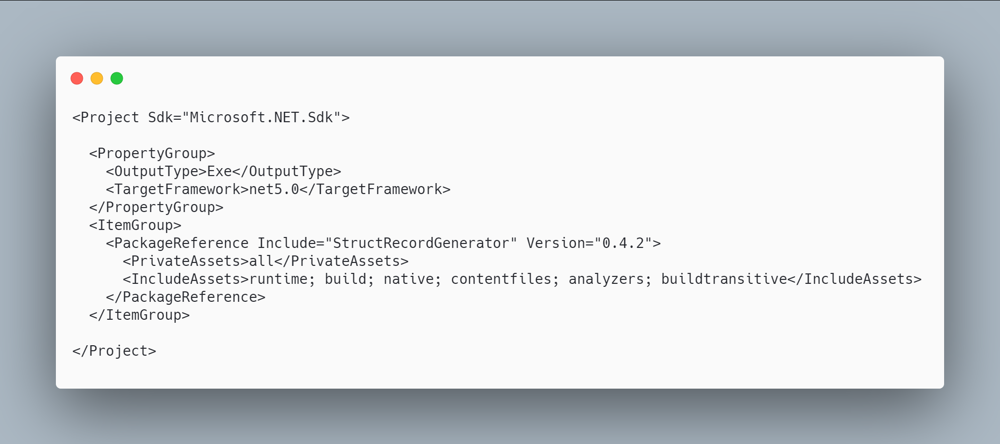 <Project Sdk="Microsoft.NET.Sdk">

  <PropertyGroup>
    <OutputType>Exe</OutputType>
    <TargetFramework>net5.0</TargetFramework>
  </PropertyGroup>
  <ItemGroup>
    <PackageReference Include="StructRecordGenerator" Version="0.4.2">
      <PrivateAssets>all</PrivateAssets>
      <IncludeAssets>runtime; build; native; contentfiles; analyzers; buildtransitive</IncludeAssets>
    </PackageReference>
  </ItemGroup>

</Project>